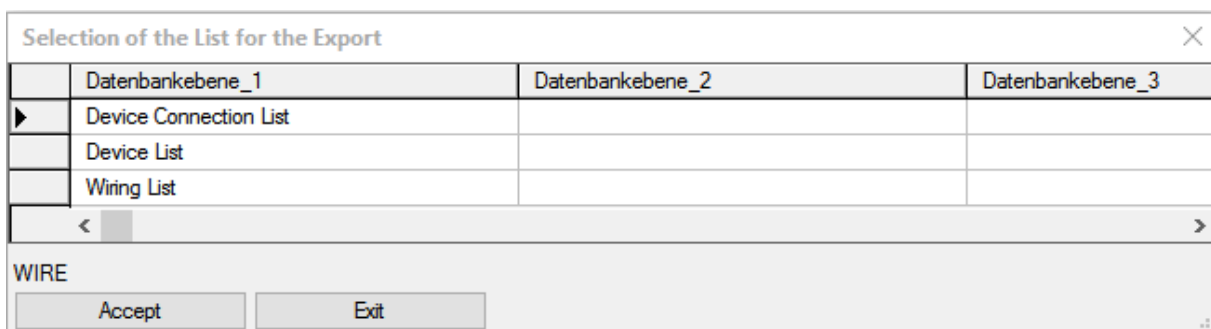 Selection of the List for the Export
Datenbankebene_1 Datenbankebene_2 Datenbankebene_3
Device Connection List
Device List
Wiring List
WIRE
Accept Exit